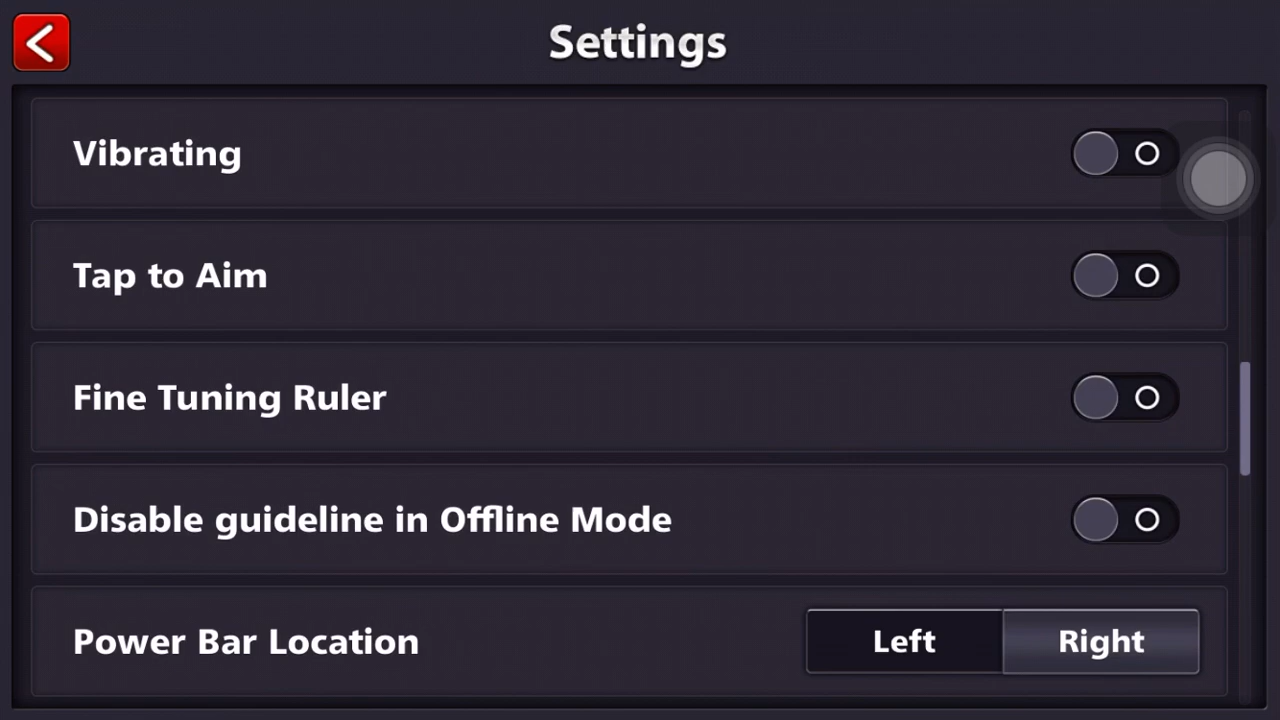 Settings
Vibrating
Tap to Aim
Fine Tuning Ruler
Disable guideline in Offline Mode
Power Bar Location
Left
Right